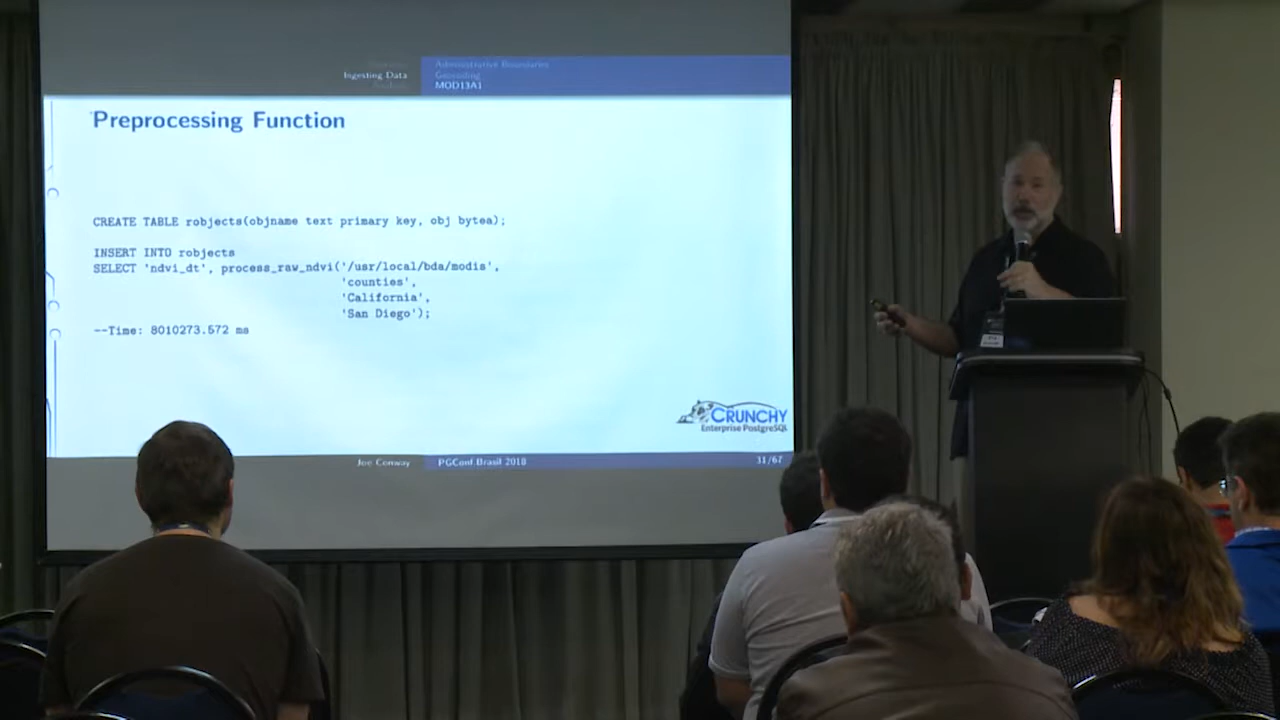 Ingesting Data
Administrative Boundaries
Geocoding
MOD13A1
Preprocessing Function
CREATE TABLE robjects(objname text primary key, obj bytea);
INSERT INTO robjects
SELECT 'ndvi_dt', process_raw_ndvi('/usr/local/bda/modis',
'counties',
'California',
'San Diego');
--Time: 8010273.572 ms
CRUNCHY
Enterprise PostgreSQL
Joe Conway
PGConf Brasil 2018
31/67